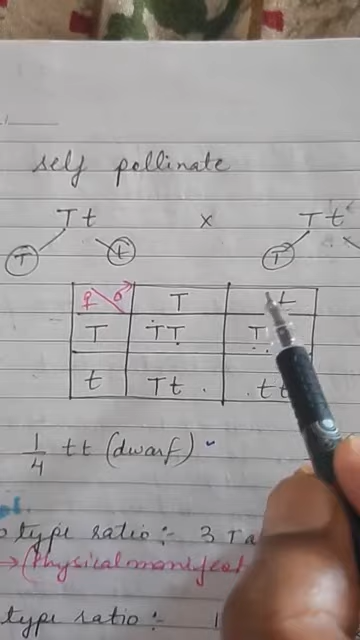 self pollinate
Tt x Tt
T t T
♀ ♂ T t
T TT T
t Tt tt
1/4 tt (dwarf)
type ratio :- 3 Ta
→ (Physical manifest
type ratio :- 1